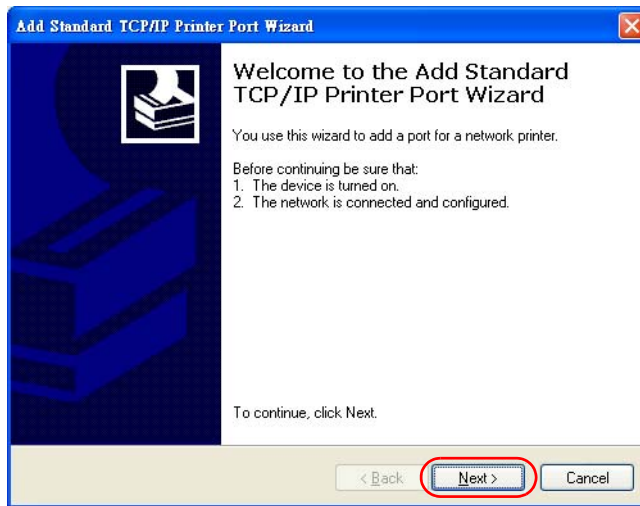 Add Standard TCP/IP Printer Port Wizard
Welcome to the Add Standard
TCP/IP Printer Port Wizard
You use this wizard to add a port for a network printer.
Before continuing be sure that:
1. The device is turned on.
2. The network is connected and configured.
To continue, click Next.
< Back
Next >
Cancel